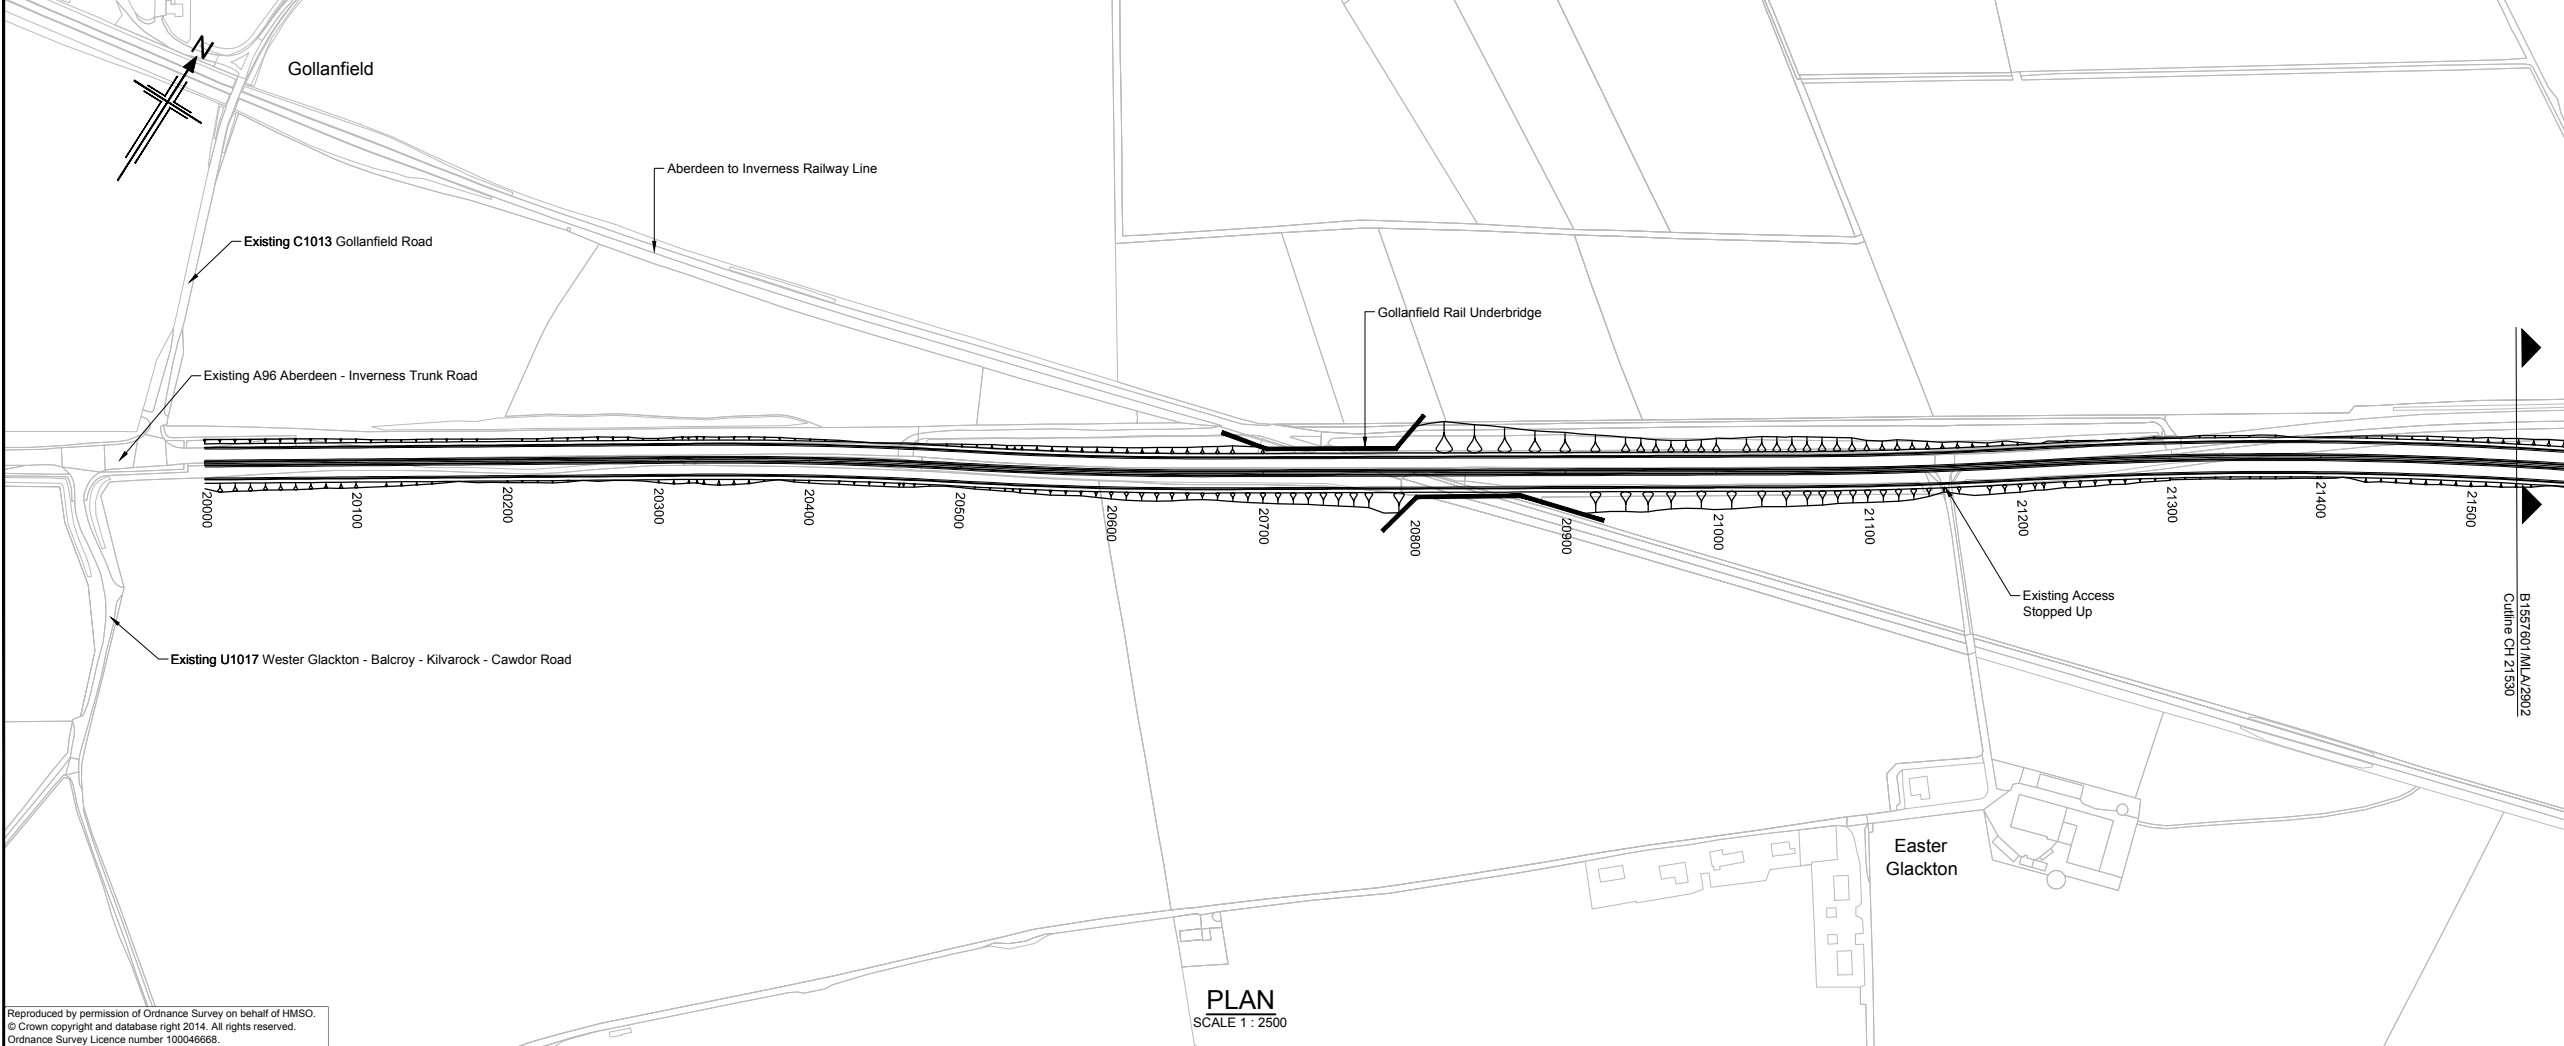 N
Gollanfield
Aberdeen to Inverness Railway Line
Existing C1013 Gollanfield Road
Gollanfield Rail Underbridge
Existing A96 Aberdeen - Inverness Trunk Road
20000
20100
20200
20300
20400
20500
20600
20700
20800
20900
21000
21100
21200
21300
21400
21500
Existing Access
Stopped Up
B1557601/MLA/2902
Cutline CH 21530
Existing U1017 Wester Glackton - Balcroy - Kilvarock - Cawdor Road
Easter
Glackton
PLAN
SCALE 1 : 2500
Reproduced by permission of Ordnance Survey on behalf of HMSO.
© Crown copyright and database right 2014. All rights reserved.
Ordnance Survey Licence number 100046668.